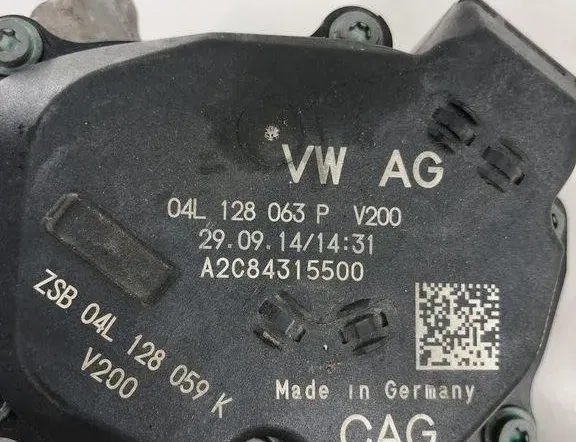 VW AG
04L 128 063 P V200
29.09.14/14:31
A2C84315500
ZSB 04L 128 059 K
V200
Made in Germany
CAG